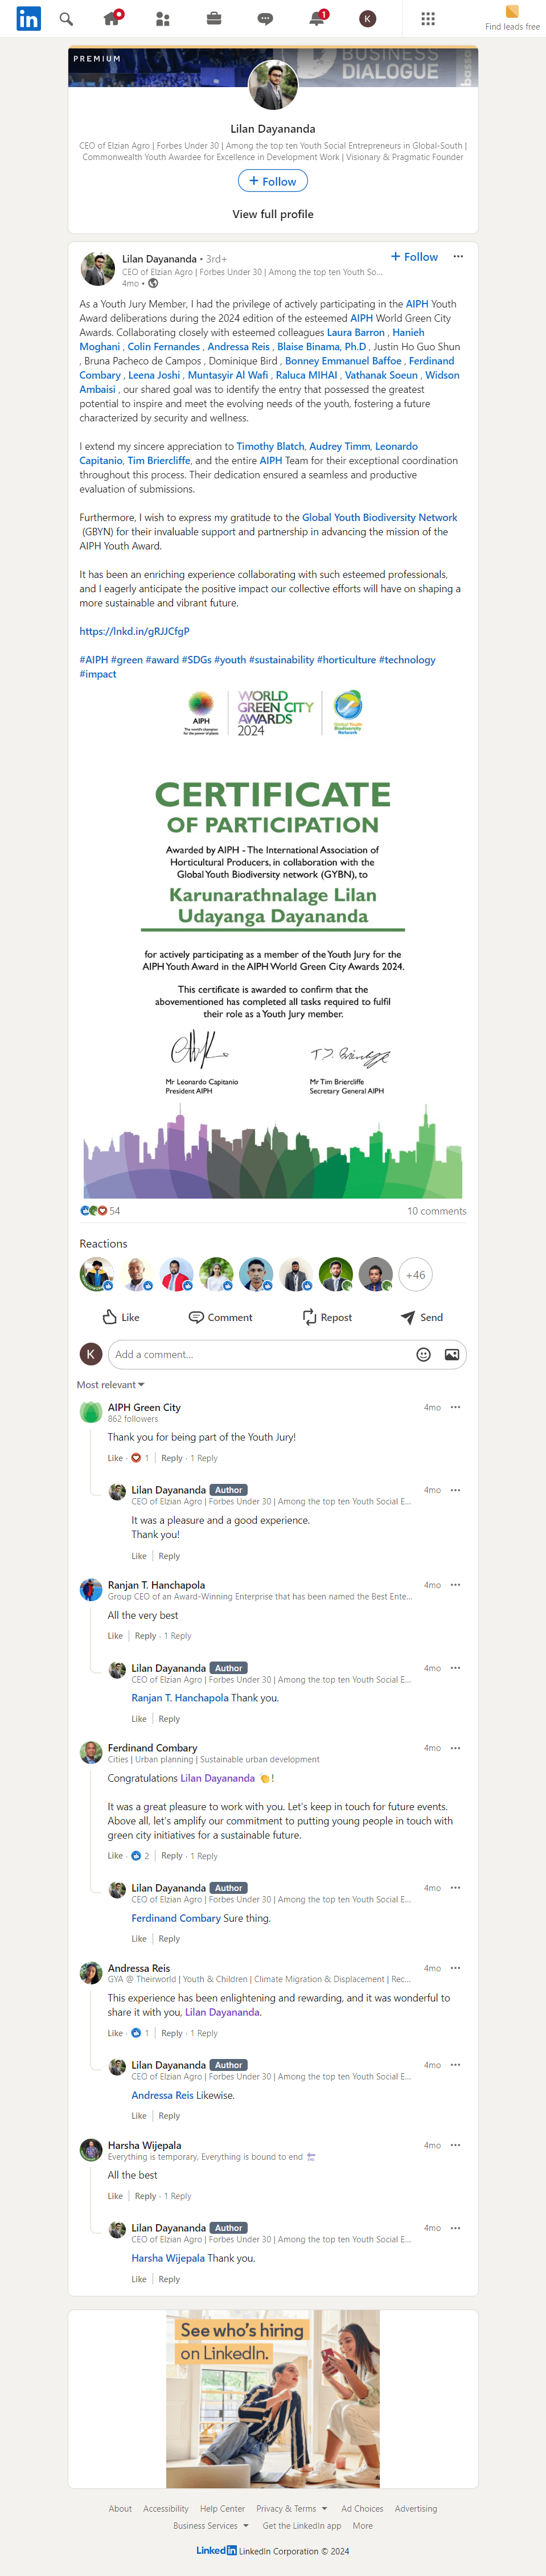 in
1
K
Find leads free
PREMIUM
BUSINESS
DIALOGUE
Lilan Dayananda
CEO of Elzian Agro | Forbes Under 30 | Among the top ten Youth Social Entrepreneurs in Global-South |
Commonwealth Youth Awardee for Excellence in Development Work | Visionary & Pragmatic Founder
+ Follow
View full profile
Lilan Dayananda • 3rd+
+ Follow
CEO of Elzian Agro | Forbes Under 30 | Among the top ten Youth So...
4mo •
As a Youth Jury Member, I had the privilege of actively participating in the AIPH Youth
Award deliberations during the 2024 edition of the esteemed AIPH World Green City
Awards. Collaborating closely with esteemed colleagues Laura Barron , Hanieh
Moghani , Colin Fernandes , Andressa Reis , Blaise Binama, Ph.D , Justin Ho Guo Shun
, Bruna Pacheco de Campos , Dominique Bird , Bonney Emmanuel Baffoe , Ferdinand
Combary , Leena Joshi , Muntasyir Al Wafi , Raluca MIHAI , Vathanak Soeun , Widson
Ambaisi , our shared goal was to identify the entry that possessed the greatest
potential to inspire and meet the evolving needs of the youth, fostering a future
characterized by security and wellness.
I extend my sincere appreciation to Timothy Blatch, Audrey Timm, Leonardo
Capitanio, Tim Briercliffe, and the entire AIPH Team for their exceptional coordination
throughout this process. Their dedication ensured a seamless and productive
evaluation of submissions.
Furthermore, I wish to express my gratitude to the Global Youth Biodiversity Network
(GBYN) for their invaluable support and partnership in advancing the mission of the
AIPH Youth Award.
It has been an enriching experience collaborating with such esteemed professionals,
and I eagerly anticipate the positive impact our collective efforts will have on shaping a
more sustainable and vibrant future.
https://lnkd.in/gRJJCfgP
#AIPH #green #award #SDGs #youth #sustainability #horticulture #technology
#impact
AIPH
The world's champion
for the power of plants
WORLD
GREEN CITY
AWARDS
2024
Global Youth
Biodiversity
Network
CERTIFICATE
OF PARTICIPATION
Awarded by AIPH - The International Association of
Horticultural Producers, in collaboration with the
Global Youth Biodiversity network (GYBN), to
Karunarathnalage Lilan
Udayanga Dayananda
for actively participating as a member of the Youth Jury for the
AIPH Youth Award in the AIPH World Green City Awards 2024.
This certificate is awarded to confirm that the
abovementioned has completed all tasks required to fulfil
their role as a Youth Jury member.
Mr Leonardo Capitanio
President AIPH
Mr Tim Briercliffe
Secretary General AIPH
54
10 comments
Reactions
+46
Like
Comment
Repost
Send
K
Add a comment...
Most relevant
AIPH Green City
4mo
862 followers
Thank you for being part of the Youth Jury!
Like · 1 | Reply · 1 Reply
Lilan Dayananda Author
4mo
CEO of Elzian Agro | Forbes Under 30 | Among the top ten Youth Social E...
It was a pleasure and a good experience.
Thank you!
Like | Reply
Ranjan T. Hanchapola
4mo
Group CEO of an Award-Winning Enterprise that has been named the Best Ente...
All the very best
Like | Reply · 1 Reply
Lilan Dayananda Author
4mo
CEO of Elzian Agro | Forbes Under 30 | Among the top ten Youth Social E...
Ranjan T. Hanchapola Thank you.
Like | Reply
Ferdinand Combary
4mo
Cities | Urban planning | Sustainable urban development
Congratulations Lilan Dayananda 👏 !
It was a great pleasure to work with you. Let's keep in touch for future events.
Above all, let's amplify our commitment to putting young people in touch with
green city initiatives for a sustainable future.
Like · 2 | Reply · 1 Reply
Lilan Dayananda Author
4mo
CEO of Elzian Agro | Forbes Under 30 | Among the top ten Youth Social E...
Ferdinand Combary Sure thing.
Like | Reply
Andressa Reis
4mo
GYA @ Theirworld | Youth & Children | Climate Migration & Displacement | Rec...
This experience has been enlightening and rewarding, and it was wonderful to
share it with you, Lilan Dayananda.
Like · 1 | Reply · 1 Reply
Lilan Dayananda Author
4mo
CEO of Elzian Agro | Forbes Under 30 | Among the top ten Youth Social E...
Andressa Reis Likewise.
Like | Reply
Harsha Wijepala
4mo
Everything is temporary, Everything is bound to end 🔚
All the best
Like | Reply · 1 Reply
Lilan Dayananda Author
4mo
CEO of Elzian Agro | Forbes Under 30 | Among the top ten Youth Social E...
Harsha Wijepala Thank you.
Like | Reply
See who's hiring
on LinkedIn.
About
Accessibility
Help Center
Privacy & Terms
Ad Choices
Advertising
Business Services
Get the LinkedIn app
More
LinkedIn LinkedIn Corporation © 2024